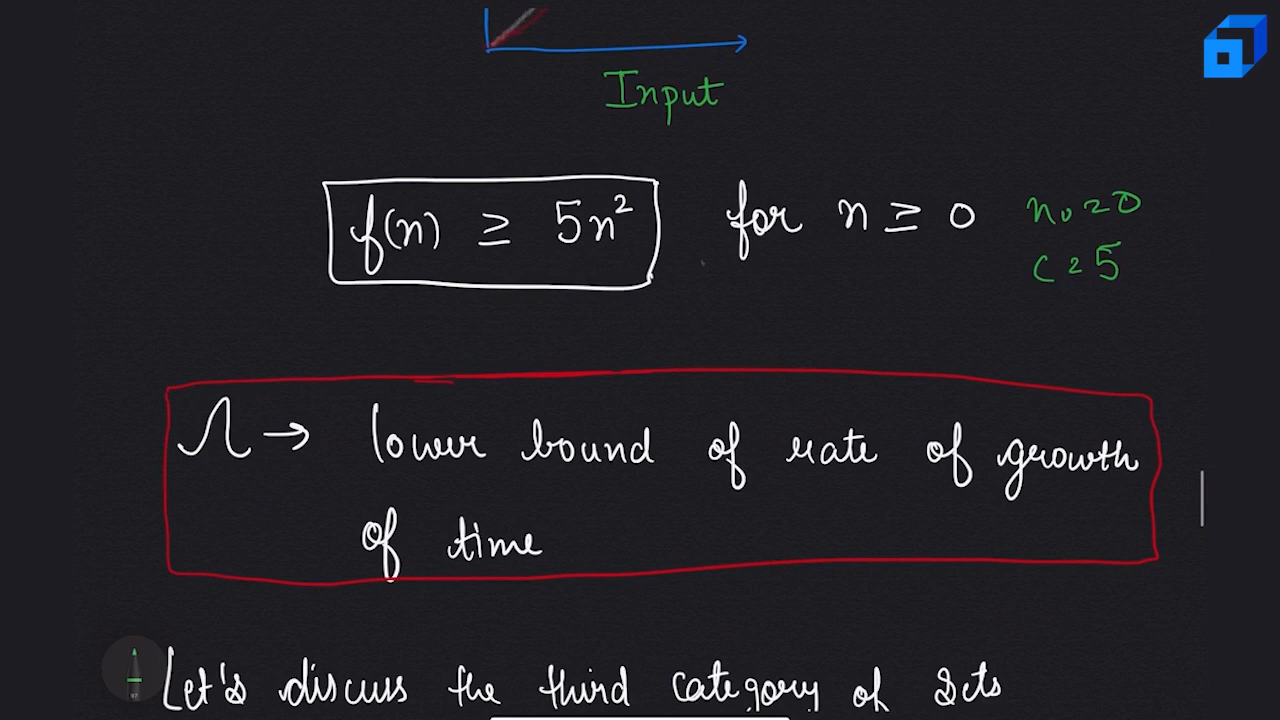 Input
f(n) ≥ 5n² for n ≥ 0 n₀ = 0
c = 5
Ω → lower bound of rate of growth
of time
Let's discuss the third category of sets